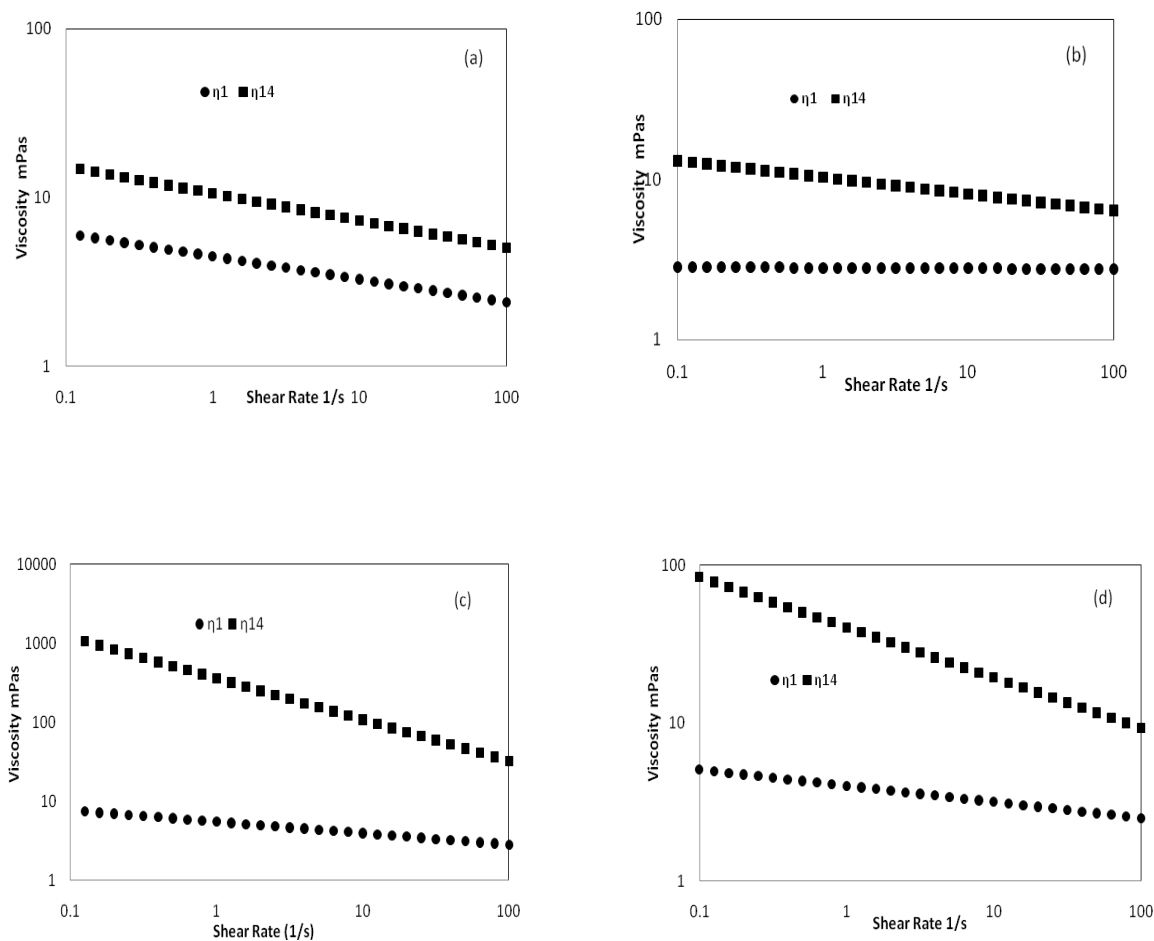 100
(a)
● η1 ■ η14
Viscosity mPas
10
1
0.1 1 10 100
Shear Rate 1/s
100
(b)
● η1 ■ η14
Viscosity mPas
10
1
0.1 1 10 100
Shear Rate 1/s
10000
(c)
● η1 ■ η14
1000
Viscosity mPas
100
10
1
0.1 1 10 100
Shear Rate (1/s)
100
(d)
● η1 ■ η14
Viscosity mPas
10
1
0.1 1 10 100
Shear Rate 1/s